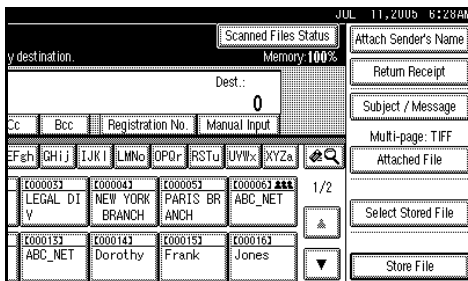 JUL 11,2005 6:28AM
Scanned Files Status
Attach Sender's Name
y destination.
Memory:100%
Return Receipt
Dest.:
0
Subject / Message
Cc Bcc Registration No. Manual Input
Multi-page: TIFF
EFgh GHij IJKl LMNo OPQr RSTu UVWx XYZa
Attached File
[00003] [00004] [00005] [00006] 1/2
LEGAL DI NEW YORK PARIS BR ABC_NET
V BRANCH ANCH
Select Stored File
[00013] [00014] [00015] [00016]
ABC_NET Dorothy Frank Jones
Store File